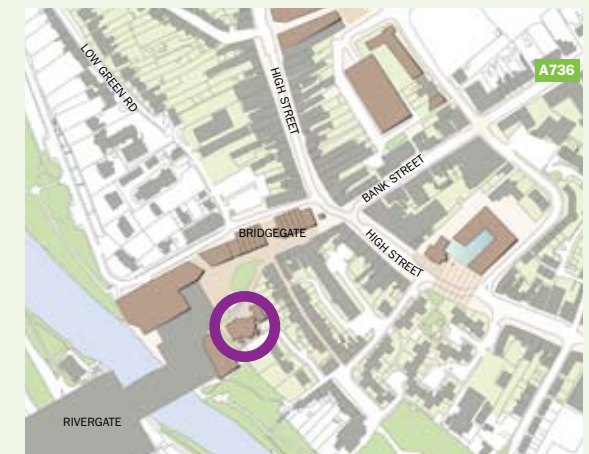 LOW GREEN RD
HIGH STREET
A736
BANK STREET
BRIDGEGATE
HIGH STREET
RIVERGATE